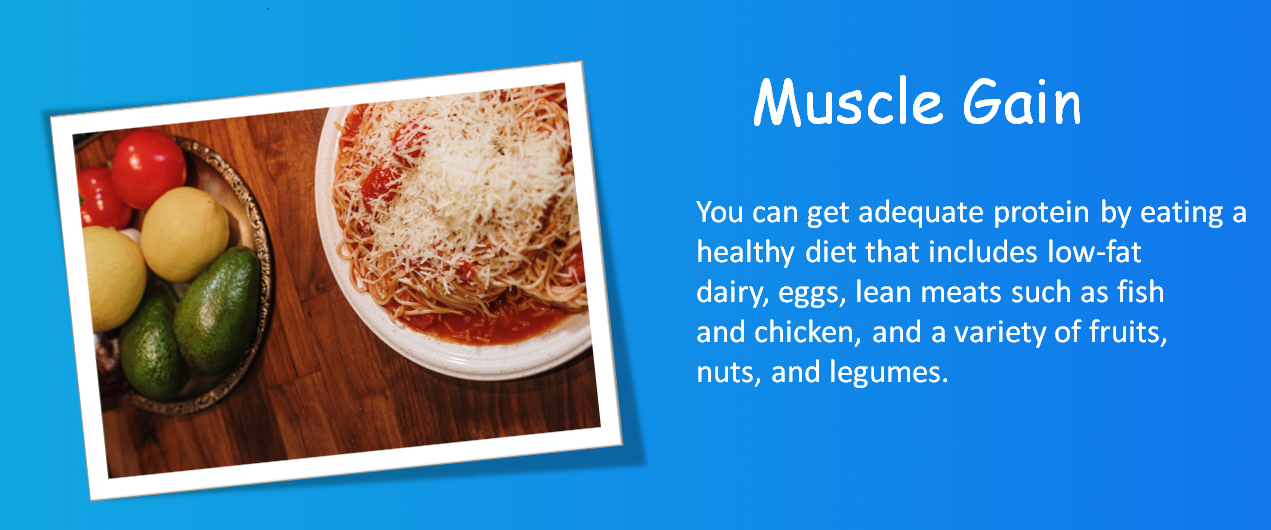 Muscle Gain
You can get adequate protein by eating a
healthy diet that includes low-fat
dairy, eggs, lean meats such as fish
and chicken, and a variety of fruits,
nuts, and legumes.